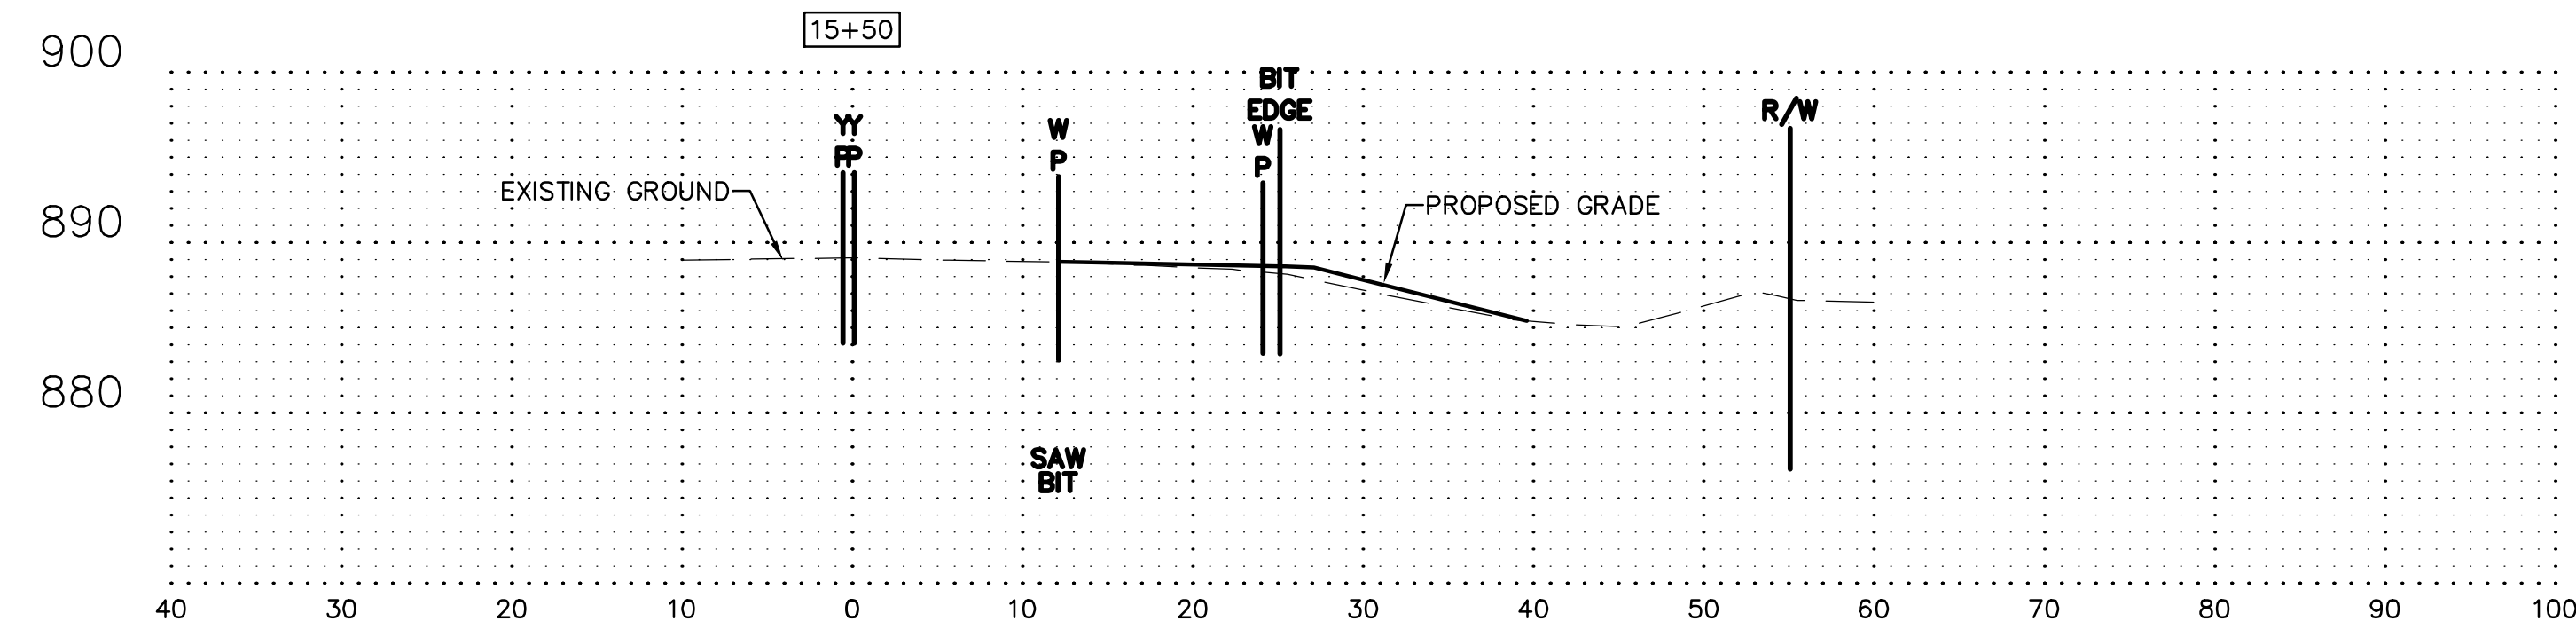 15+50
900
BIT
EDGE
R/W
YY
PP
W
P
W
P
EXISTING GROUND
PROPOSED GRADE
890
880
SAW
BIT
40 30 20 10 0 10 20 30 40 50 60 70 80 90 100